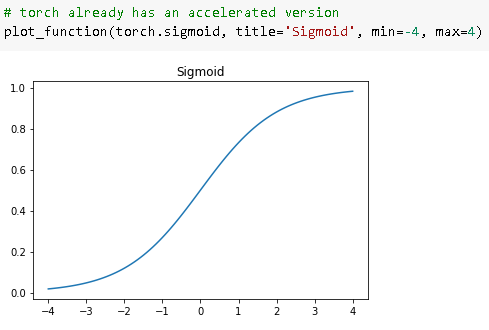 # torch already has an accelerated version
plot_function(torch.sigmoid, title='Sigmoid', min=-4, max=4)
Sigmoid
1.0
0.8
0.6
0.4
0.2
0.0
−4 −3 −2 −1 0 1 2 3 4